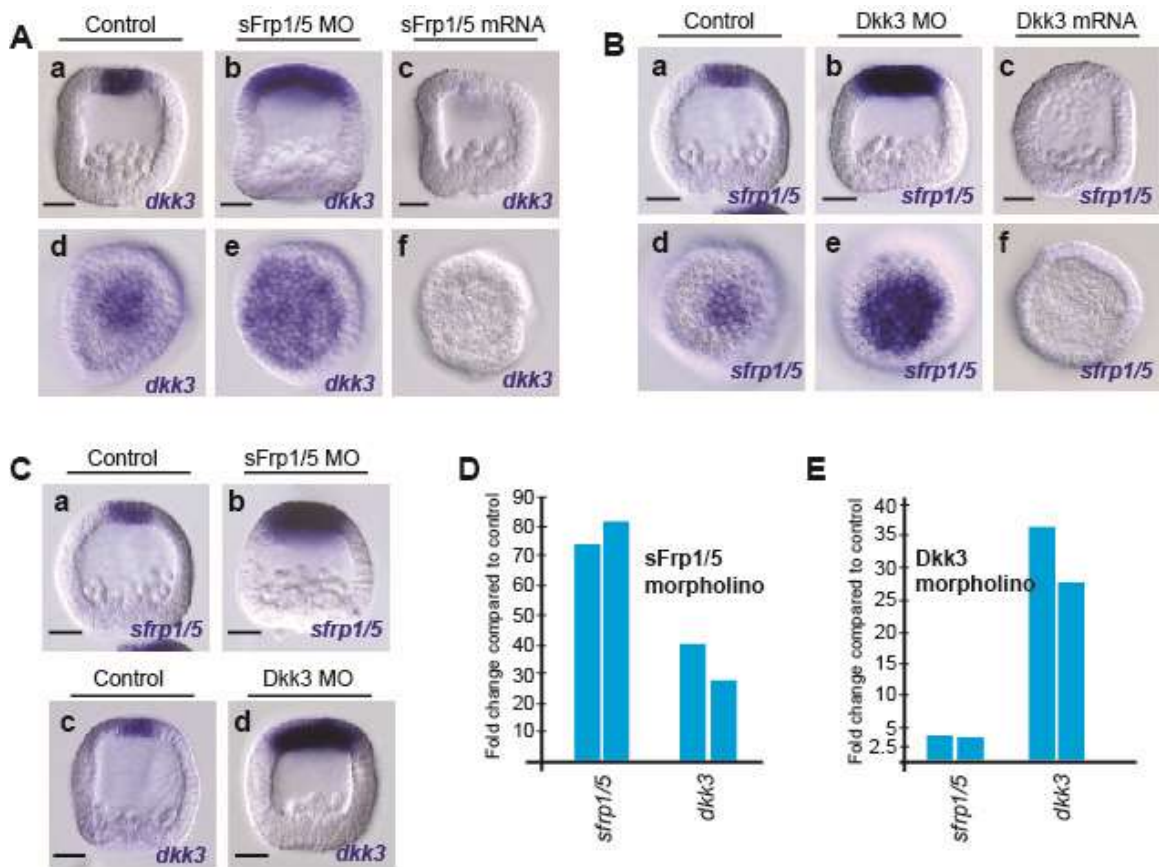 A
Control sFrp1/5 MO sFrp1/5 mRNA
a b c
dkk3 dkk3 dkk3
d e f
dkk3 dkk3 dkk3
B
Control Dkk3 MO Dkk3 mRNA
a b c
sfrp1/5 sfrp1/5 sfrp1/5
d e f
sfrp1/5 sfrp1/5 sfrp1/5
C
Control sFrp1/5 MO
a b
sfrp1/5 sfrp1/5
Control Dkk3 MO
c d
dkk3 dkk3
D
Fold change compared to control
90
80
70
60
50
40
30
20
10
sFrp1/5
morpholino
sfrp1/5 dkk3
E
Fold change compared to control
40
35
30
25
20
15
10
5
2.5
Dkk3
morpholino
sfrp1/5 dkk3